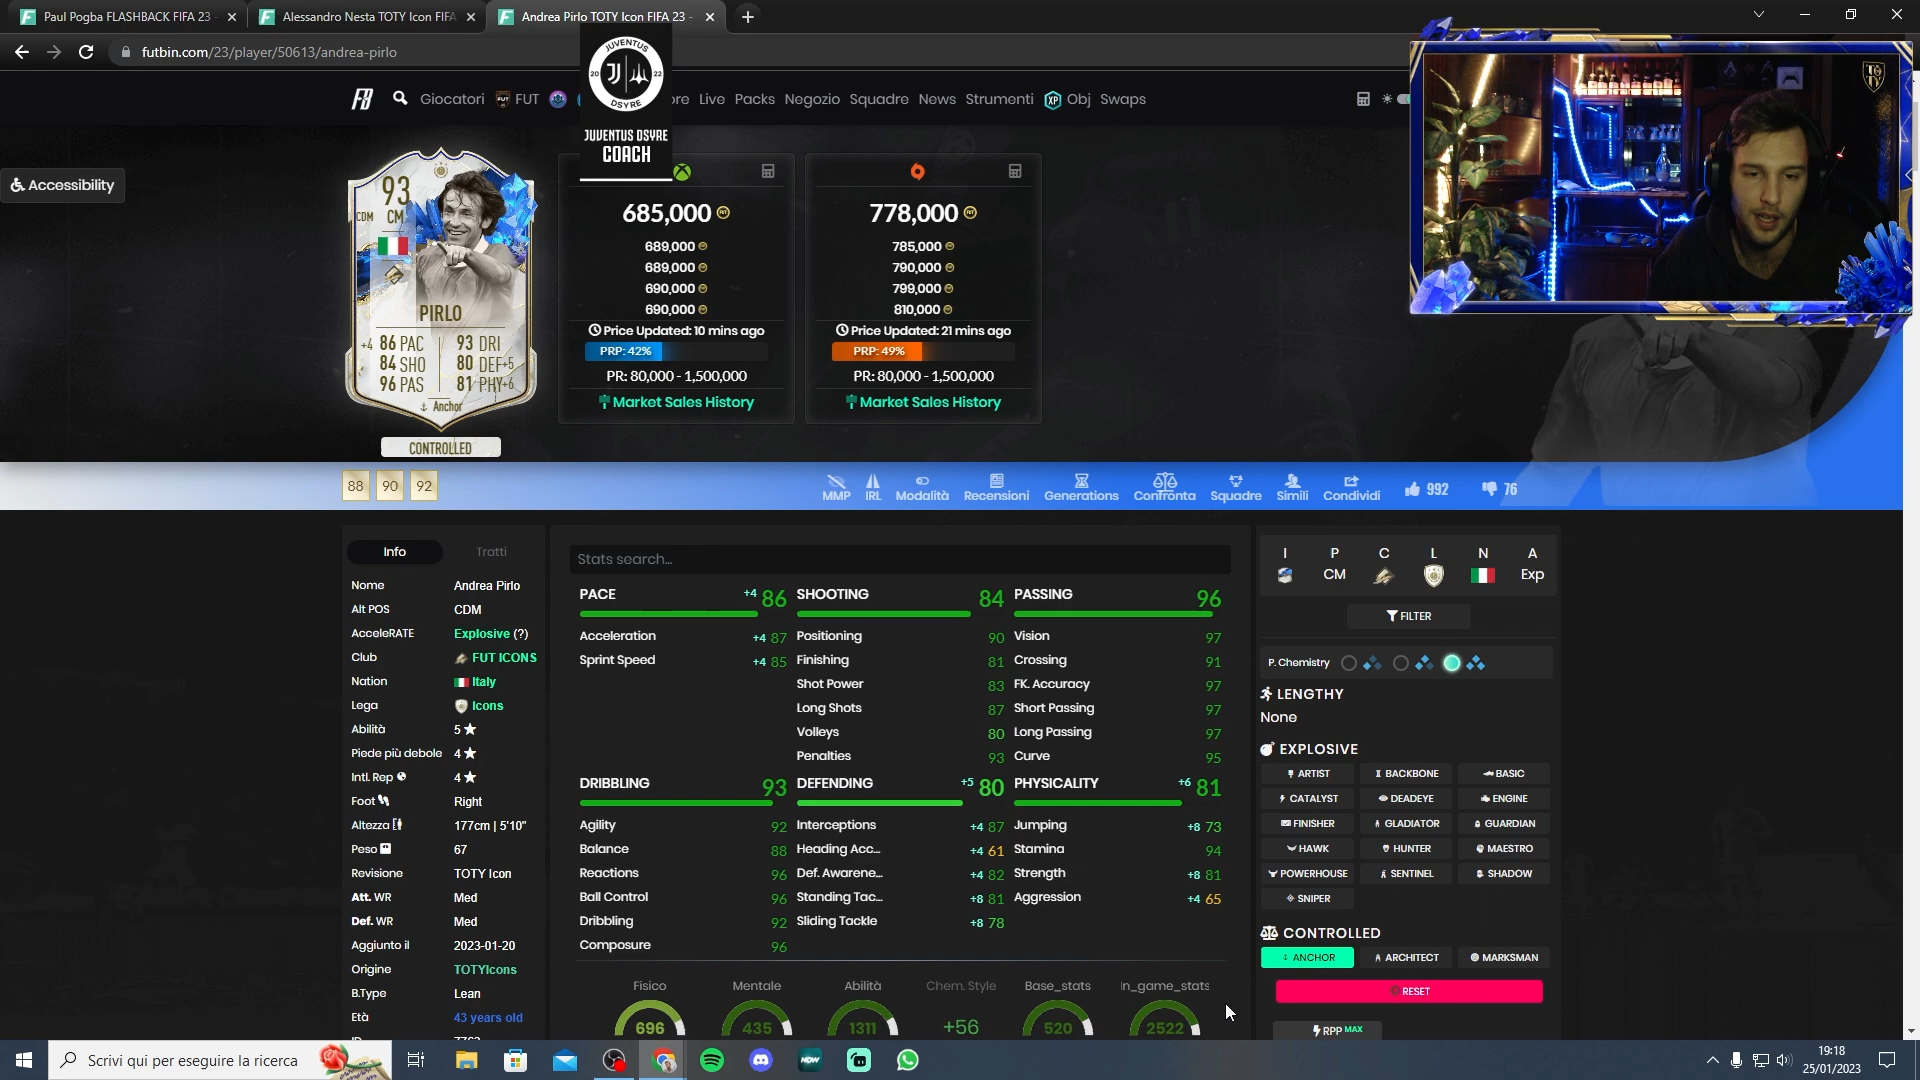 Paul Pogba FLASHBACK FIFA 23 -
Alessandro Nesta TOTY Icon FIFA
Andrea Pirlo TOTY Icon FIFA 23 -
futbin.com/23/player/50613/andrea-pirlo
JUVENTUS
20 22
DSYRE
JUVENTUS DSYRE
COACH
Giocatori FUT ore Live Packs Negozio Squadre News Strumenti XP Obj Swaps
Accessibility
93
CDM CM
PIRLO
+4 86 PAC 93 DRI
84 SHO 80 DEF+5
96 PAS 81 PHY+6
Anchor
CONTROLLED
685,000
689,000
689,000
690,000
690,000
Price Updated: 10 mins ago
PRP: 42%
PR: 80,000 - 1,500,000
Market Sales History
778,000
785,000
790,000
799,000
810,000
Price Updated: 21 mins ago
PRP: 49%
PR: 80,000 - 1,500,000
Market Sales History
88 90 92
MMP IRL Modalità Recensioni Generations Confronta Squadre Simili Condividi 992 76
Info Tratti
Nome Andrea Pirlo
Alt POS CDM
AcceleRATE Explosive (?)
Club FUT ICONS
Nation Italy
Lega Icons
Abilità 5
Piede più debole 4
Intl. Rep 4
Foot Right
Altezza 177cm | 5'10"
Peso 67
Revisione TOTY Icon
Att. WR Med
Def. WR Med
Aggiunto il 2023-01-20
Origine TOTYIcons
B.Type Lean
Età 43 years old
Stats search...
PACE +4 86
Acceleration +4 87
Sprint Speed +4 85
SHOOTING 84
Positioning 90
Finishing 81
Shot Power 83
Long Shots 87
Volleys 80
Penalties 93
PASSING 96
Vision 97
Crossing 91
FK. Accuracy 97
Short Passing 97
Long Passing 97
Curve 95
DRIBBLING 93
Agility 92
Balance 88
Reactions 96
Ball Control 96
Dribbling 92
Composure 96
DEFENDING +5 80
Interceptions +4 87
Heading Acc... +4 61
Def. Awarene... +4 82
Standing Tac... +8 81
Sliding Tackle +8 78
PHYSICALITY +6 81
Jumping +8 73
Stamina 94
Strength +8 81
Aggression +4 65
Fisico Mentale Abilità Chem. Style Base_stats In_game_stats
696 435 1311 +56 520 2522
I P C L N A
CM Exp
FILTER
P. Chemistry
LENGTHY
None
EXPLOSIVE
ARTIST BACKBONE BASIC
CATALYST DEADEYE ENGINE
FINISHER GLADIATOR GUARDIAN
HAWK HUNTER MAESTRO
POWERHOUSE SENTINEL SHADOW
SNIPER
CONTROLLED
ANCHOR ARCHITECT MARKSMAN
RESET
RPP MAX
Scrivi qui per eseguire la ricerca
NOW
19:18
25/01/2023